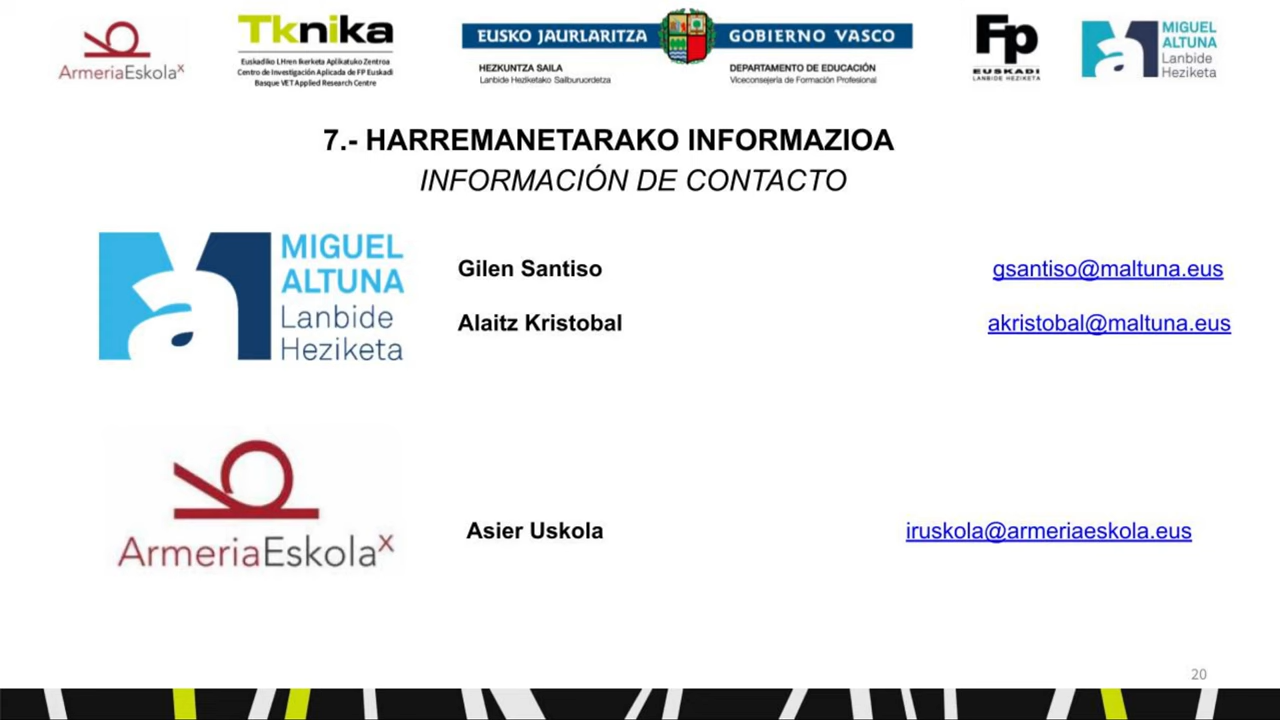 ArmeriaEskolaX
Tknika
Euskadiko LHren Ikerketa Aplikatuko Zentroa
Centro de Investigación Aplicada de FP Euskadi
Basque VET Applied Research Centre
EUSKO JAURLARITZA
GOBIERNO VASCO
HEZKUNTZA SAILA
Lanbide Heziketako Sailburuordetza
DEPARTAMENTO DE EDUCACIÓN
Viceconsejería de Formación Profesional
Fp
EUSKADI
LANBIDE HEZIKETA
MIGUEL
ALTUNA
Lanbide
Heziketa
7.- HARREMANETARAKO INFORMAZIOA
INFORMACIÓN DE CONTACTO
MIGUEL
ALTUNA
Lanbide
Heziketa
Gilen Santiso gsantiso@maltuna.eus
Alaitz Kristobal akristobal@maltuna.eus
ArmeriaEskolaX
Asier Uskola iruskola@armeriaeskola.eus
20